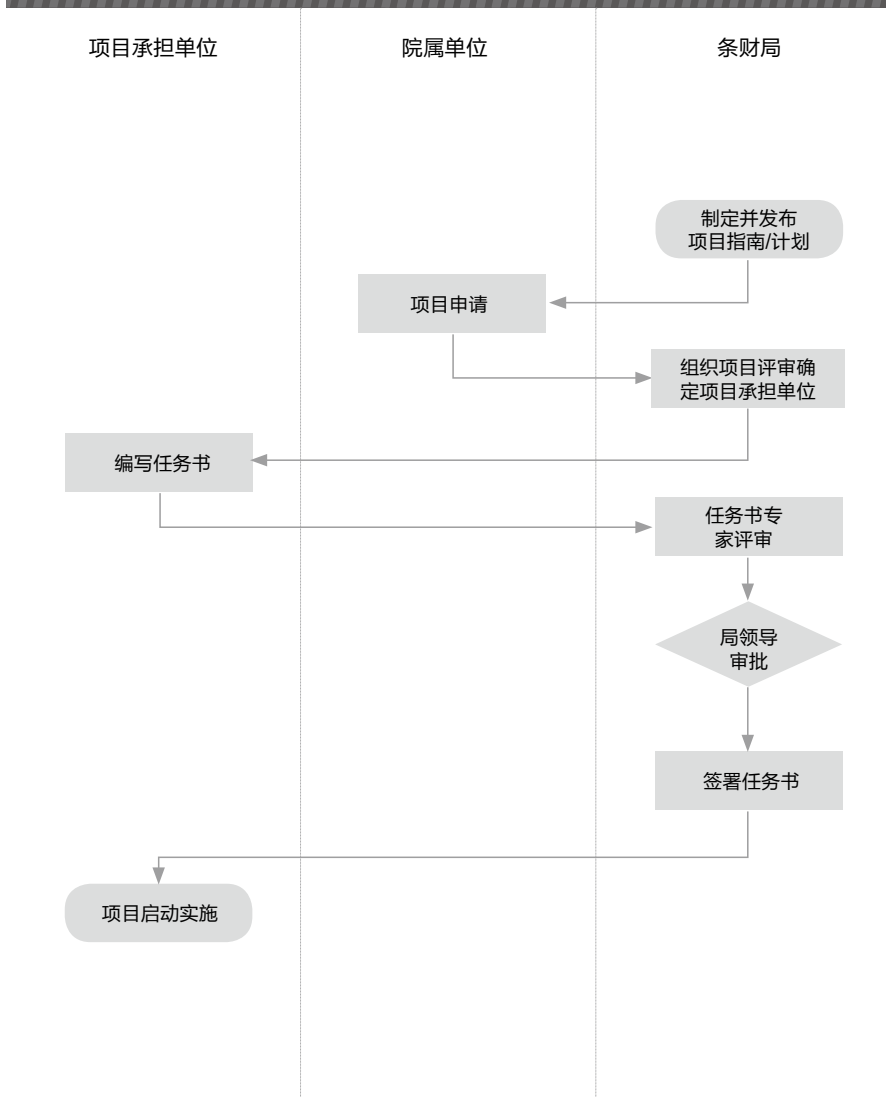 项目承担单位
院属单位
条财局
制定并发布
项目指南/计划
项目申请
组织项目评审确
定项目承担单位
编写任务书
任务书专
家评审
局领导
审批
签署任务书
项目启动实施